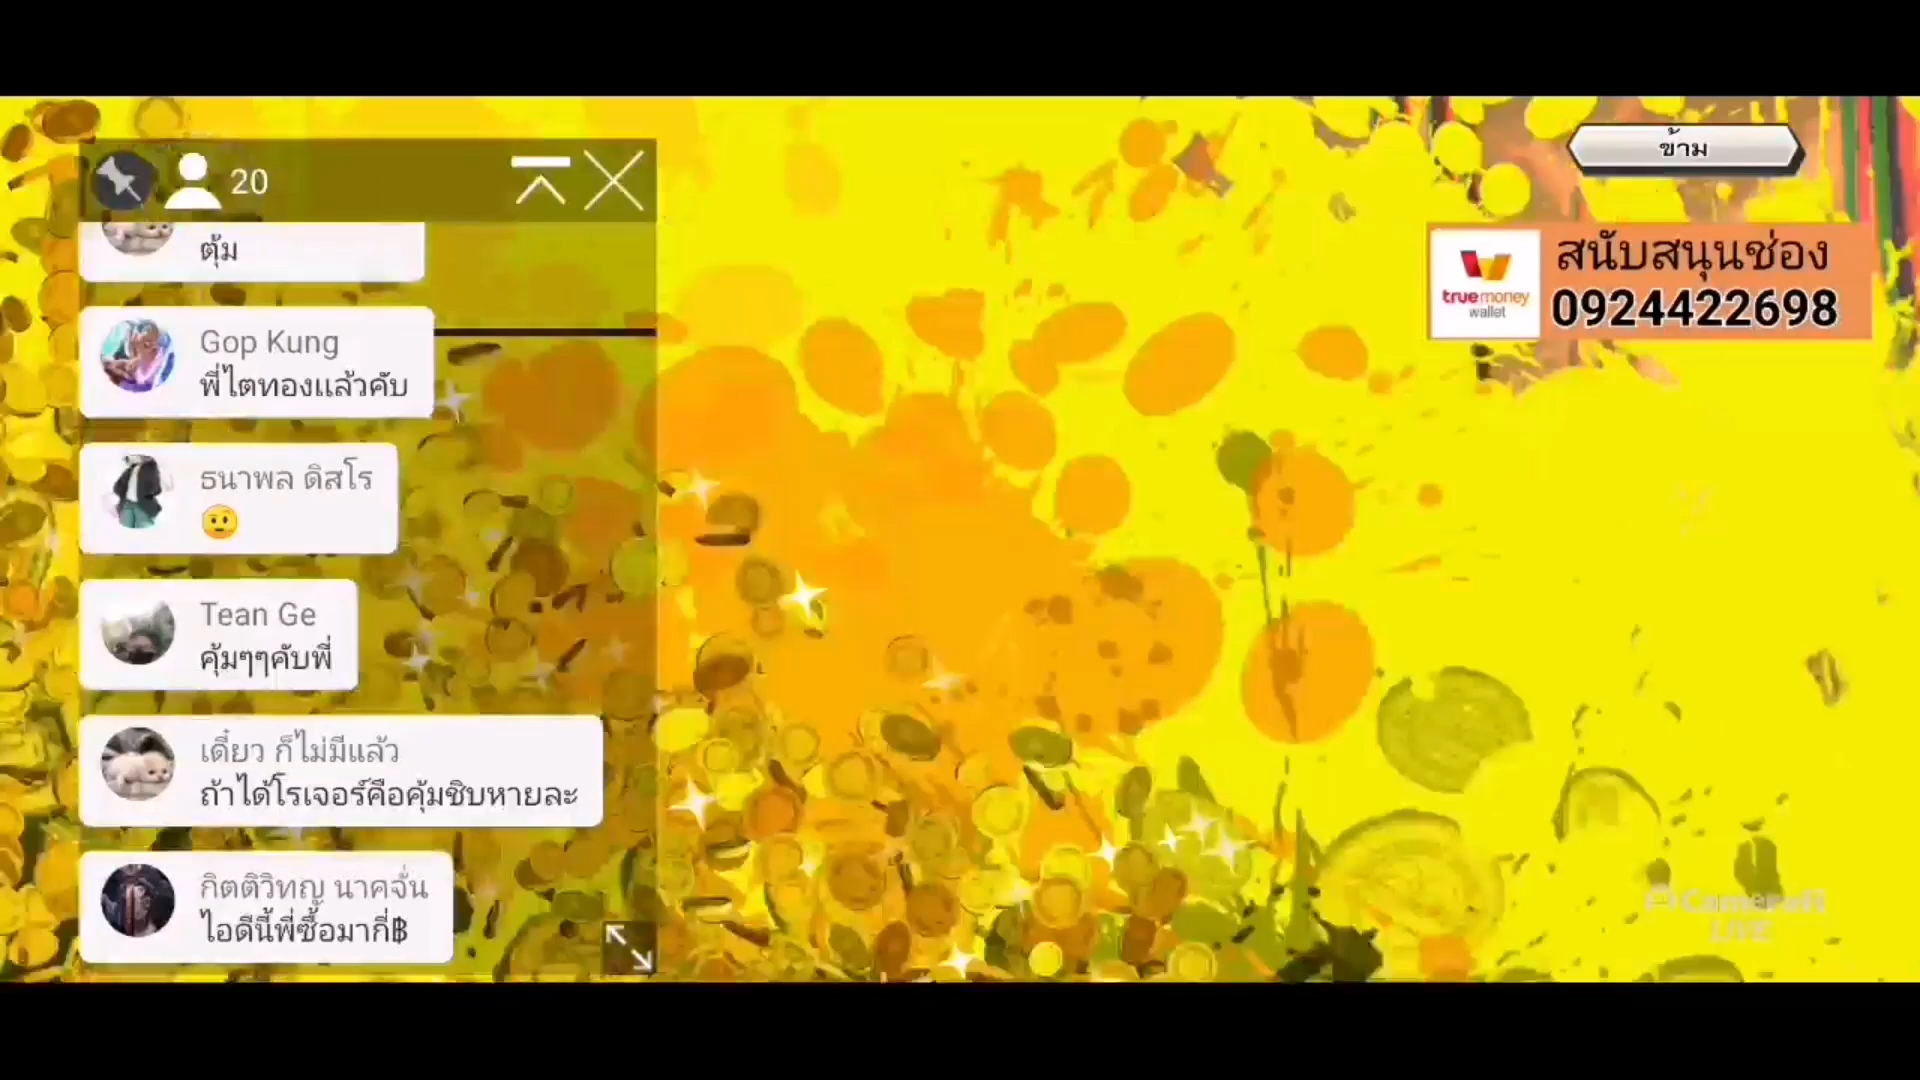 20
ตุ้ม
Gop Kung
พี่ไตทองแล้วคับ
ธนาพล ดิสโร
Tean Ge
คุ้มๆๆคับพี่
เดี๋ยว ก็ไม่มีแล้ว
ถ้าได้โรเจอร์คือคุ้มชิบหายละ
กิตติวิทญ นาคจั่น
ไอดีนี้พี่ซื้อมากี่฿
ข้าม
สนับสนุนช่อง
0924422698
true money
wallet
LIVE